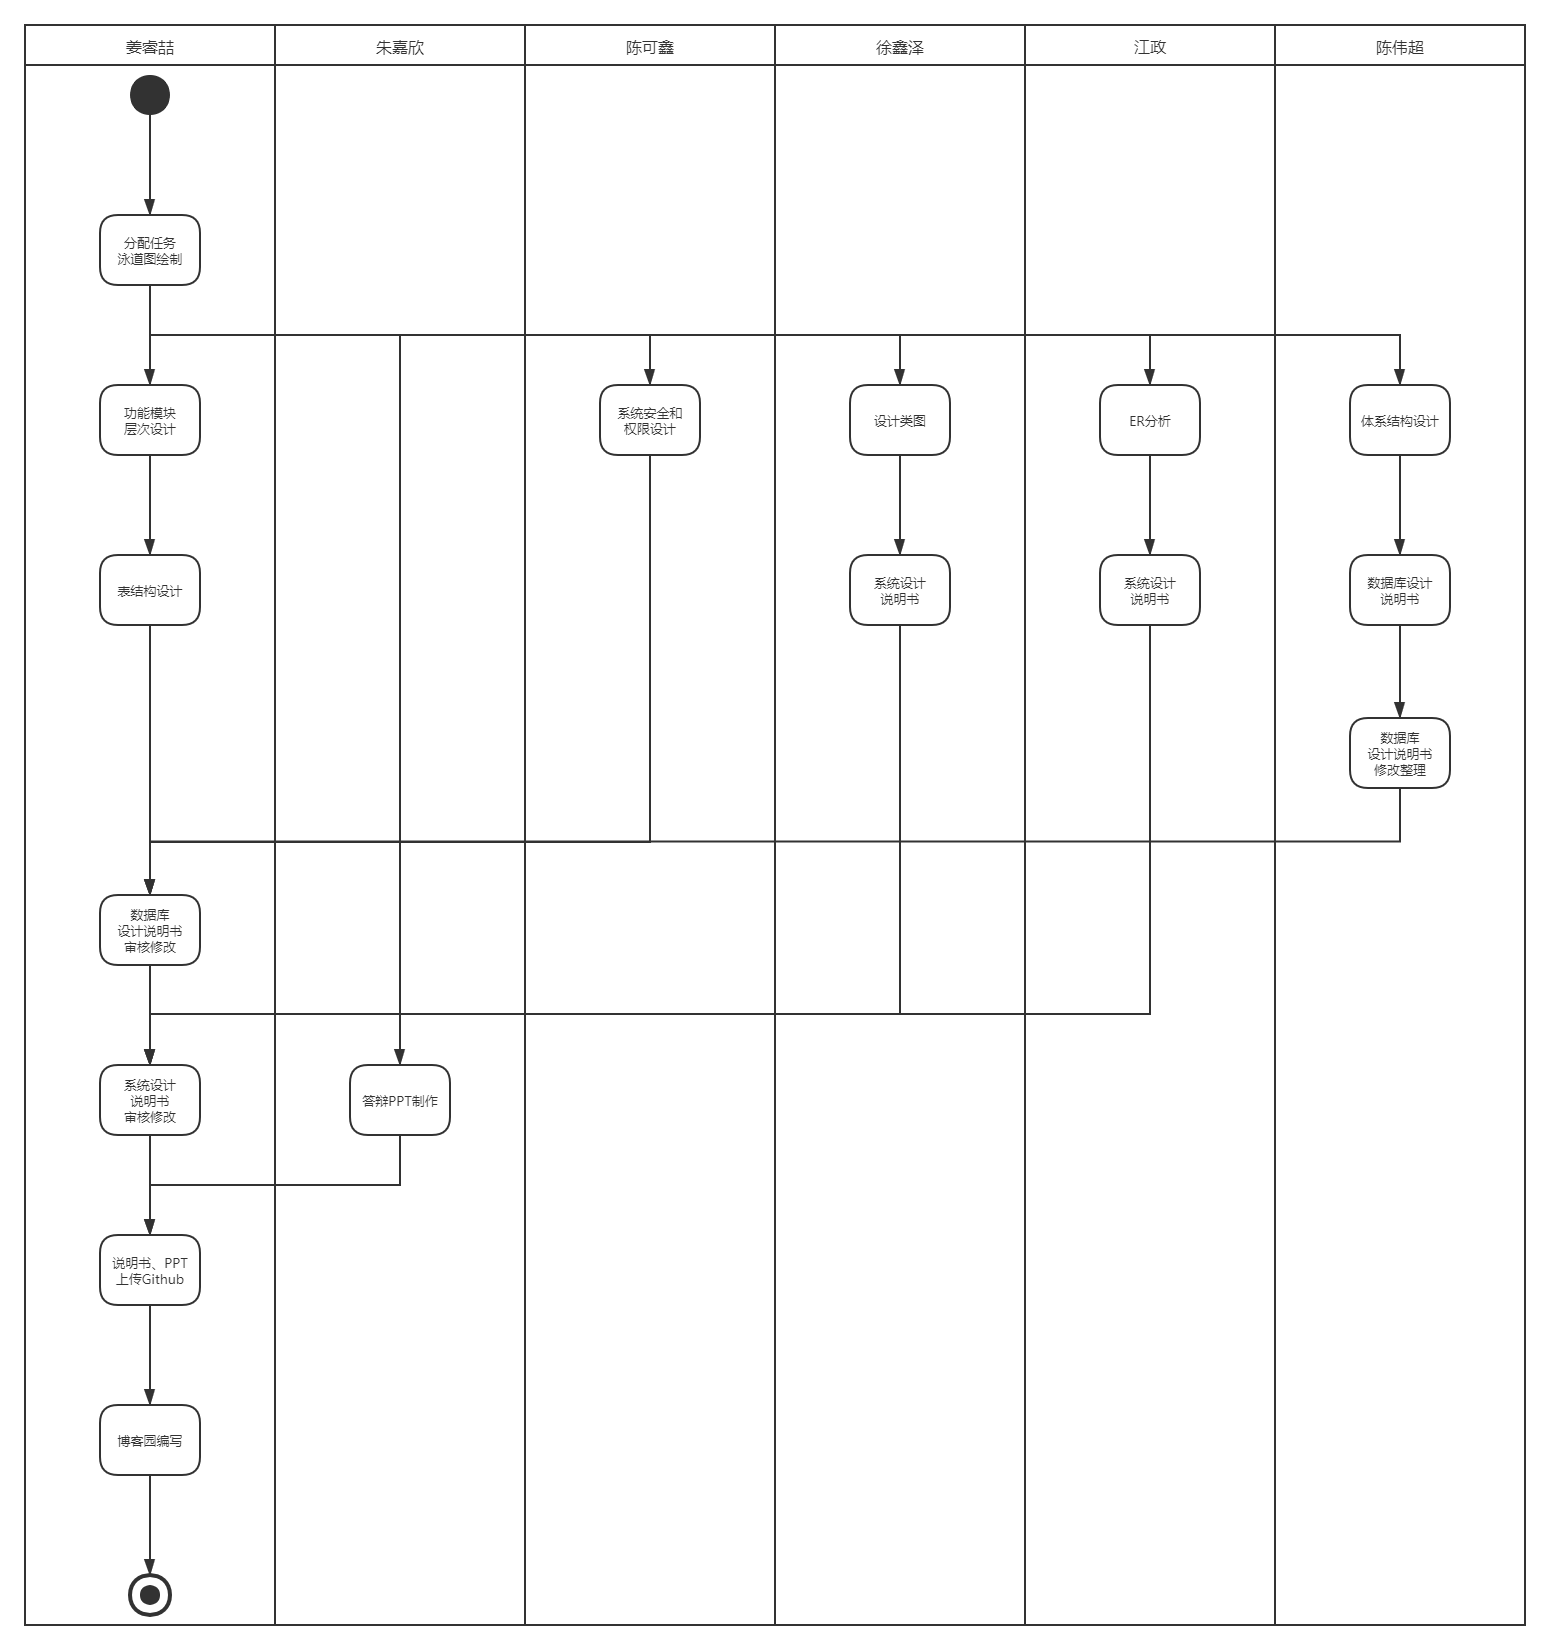 姜睿喆
朱嘉欣
陈可鑫
徐鑫泽
江政
陈伟超
分配任务
泳道图绘制
功能模块
层次设计
系统安全和
权限设计
设计类图
ER分析
体系结构设计
表结构设计
系统设计
说明书
系统设计
说明书
数据库设计
说明书
数据库
设计说明书
修改整理
数据库
设计说明书
审核修改
系统设计
说明书
审核修改
答辩PPT制作
说明书、PPT
上传Github
博客园编写